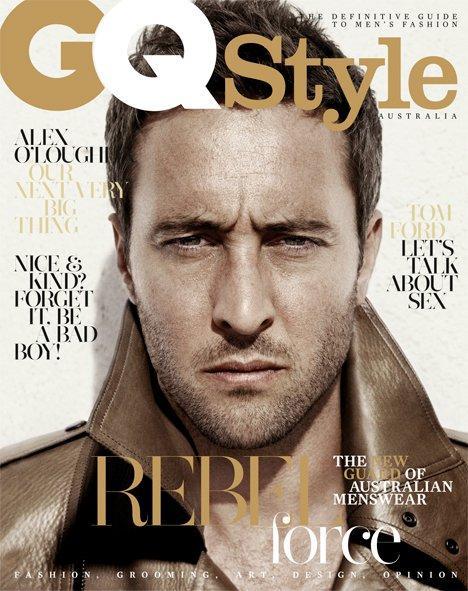 GQ Style
THE DEFINITIVE GUIDE
TO MEN'S FASHION
AUSTRALIA
ALEX
O'LOUGHLIN
OUR
NEXT VERY
BIG
THING
NICE &
KIND?
FORGET
IT, BE
A BAD
BOY!
TOM
FORD
LET'S
TALK
ABOUT
SEX
REBEL
force
THE NEW
GUARD OF
AUSTRALIAN
MENSWEAR
FASHION, GROOMING, ART, DESIGN, OPINION